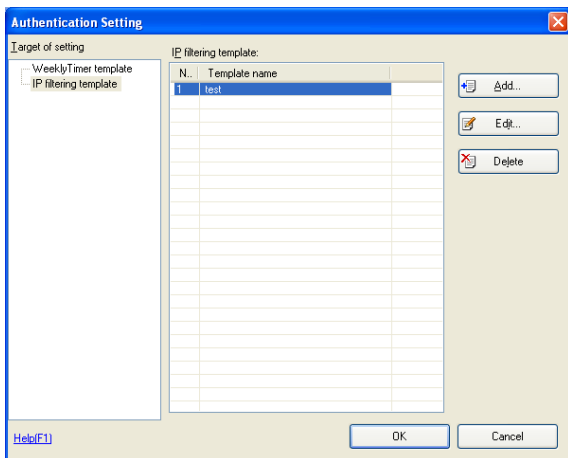 Authentication Setting
Target of setting
WeeklyTimer template
IP filtering template
IP filtering template:
N.. Template name
1 test
Add...
Edit...
Delete
Help(F1)
OK
Cancel